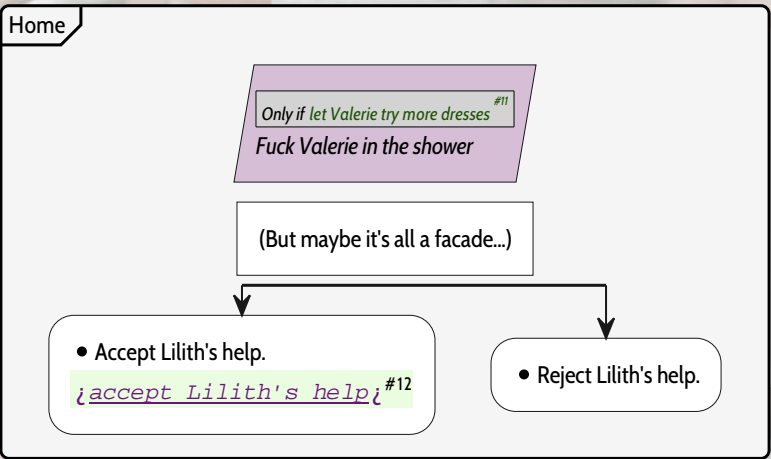 Home
Only if let Valerie try more dresses #11
Fuck Valerie in the shower
(But maybe it's all a facade...)
• Accept Lilith's help.
¿accept Lilith's help¿#12
• Reject Lilith's help.